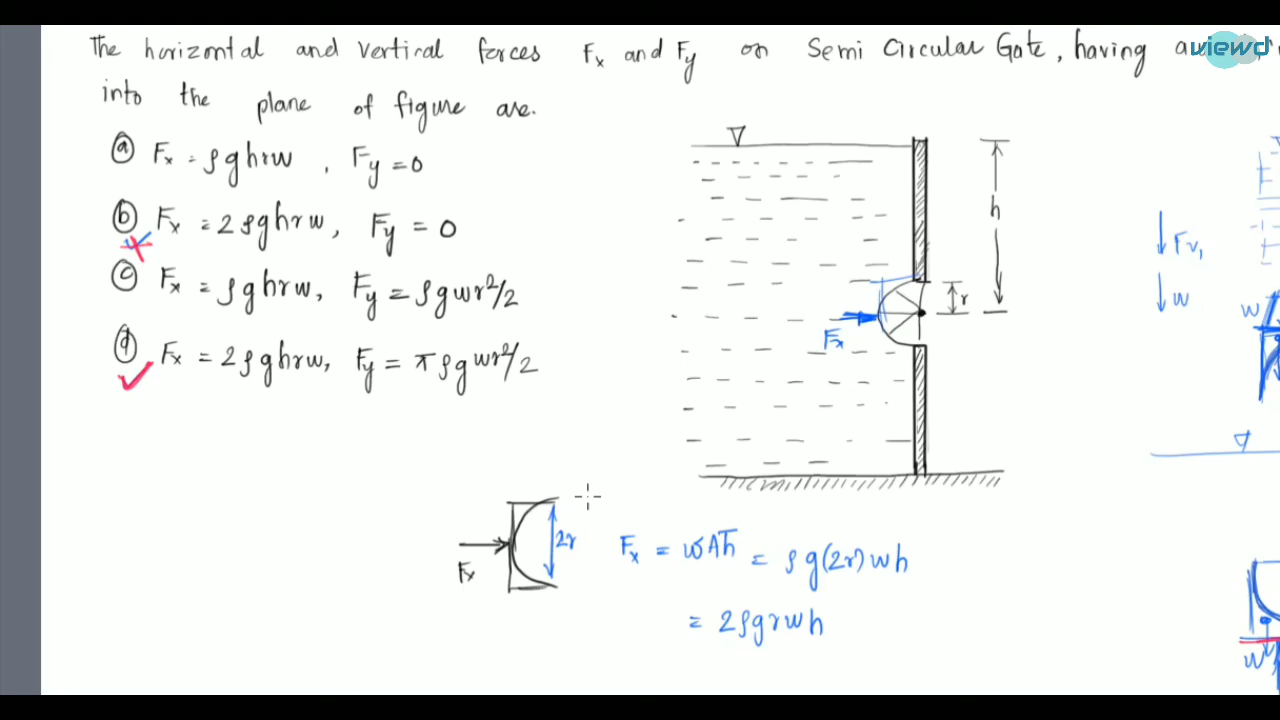 The horizontal and vertical forces Fx and Fy on Semi Circular Gate, having a
viewd
into the plane of figure are.
ⓐ Fx = ρghrw, Fy = 0
ⓑ Fx = 2ρghrw, Fy = 0
ⓒ Fx = ρghrw, Fy = ρgwr²/2
ⓓ Fx = 2ρghrw, Fy = πρgwr²/2
h
r
Fx
Fv1
w
w
2r
Fx
Fx = wAh̄ = ρg(2r)wh
= 2ρgrwh
w